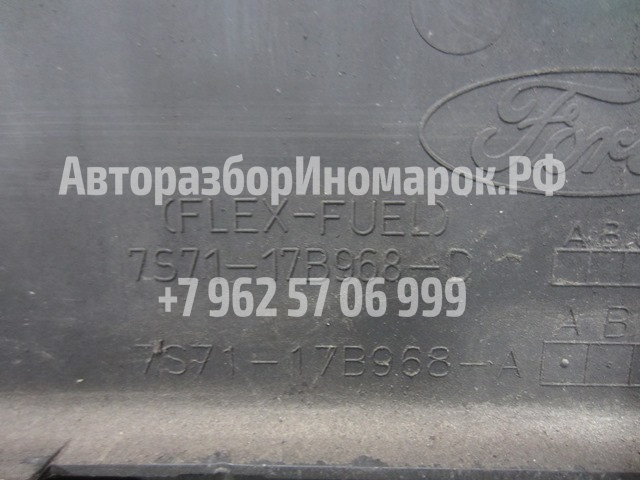 Ford
АвторазборИномарок.РФ
(FLEX-FUEL)
7S71-17B968-D
A B
+7 962 57 06 999
A B
7S71-17B968-A